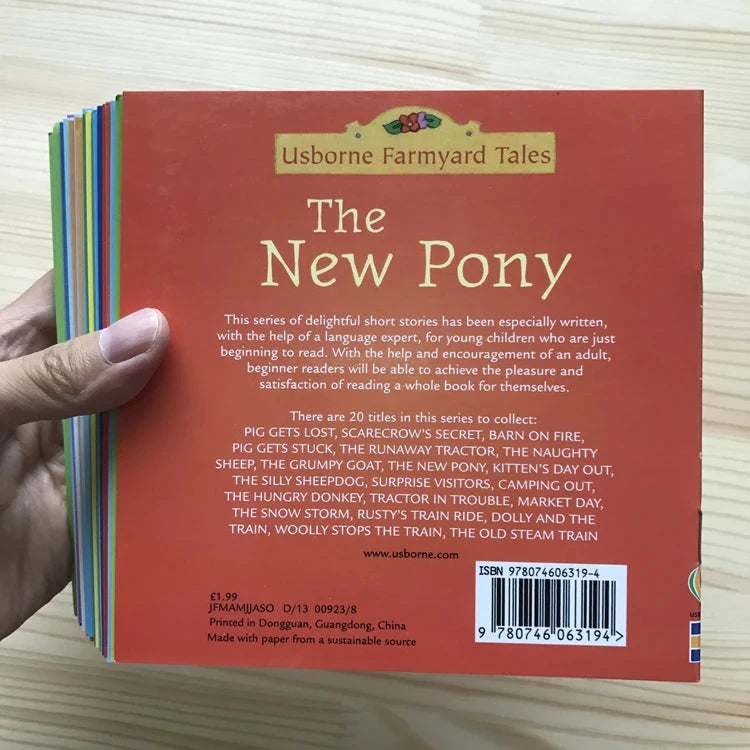 Usborne Farmyard Tales
The
New Pony
This series of delightful short stories has been especially written,
with the help of a language expert, for young children who are just
beginning to read. With the help and encouragement of an adult,
beginner readers will be able to achieve the pleasure and
satisfaction of reading a whole book for themselves.
There are 20 titles in this series to collect:
PIG GETS LOST, SCARECROW'S SECRET, BARN ON FIRE,
PIG GETS STUCK, THE RUNAWAY TRACTOR, THE NAUGHTY
SHEEP, THE GRUMPY GOAT, THE NEW PONY, KITTEN'S DAY OUT,
THE SILLY SHEEPDOG, SURPRISE VISITORS, CAMPING OUT,
THE HUNGRY DONKEY, TRACTOR IN TROUBLE, MARKET DAY,
THE SNOW STORM, RUSTY'S TRAIN RIDE, DOLLY AND THE
TRAIN, WOOLLY STOPS THE TRAIN, THE OLD STEAM TRAIN
www.usborne.com
ISBN 978074606319-4
9 780746 063194 >
£1.99
JFMAMJJASO D/13 00923/8
Printed in Dongguan, Guangdong, China
Made with paper from a sustainable source